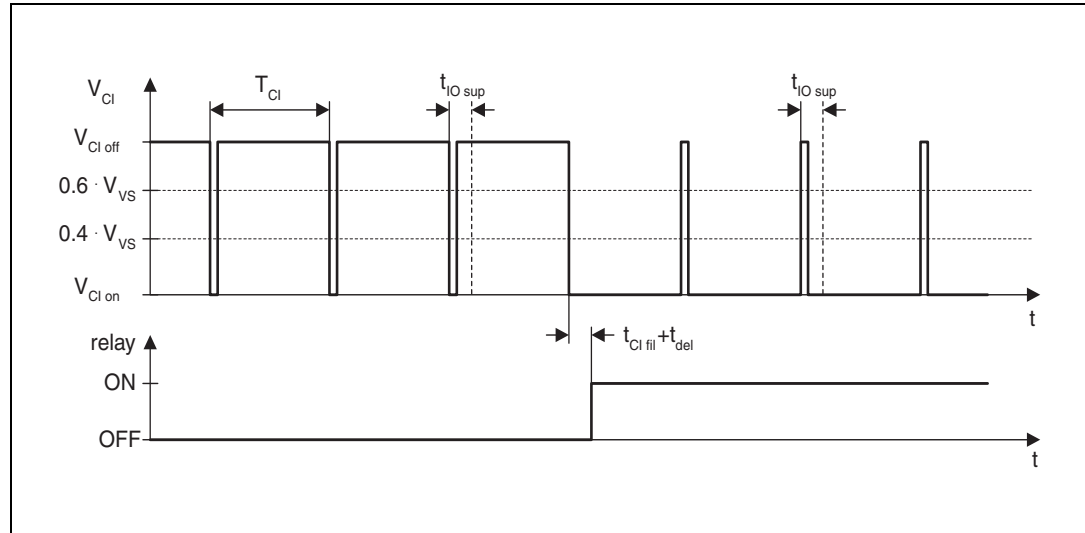 V_CI
T_CI
t_IO sup
t_IO sup
V_CI off
0.6 · V_VS
0.4 · V_VS
V_CI on
t
relay
t_CI fil+t_del
ON
OFF
t